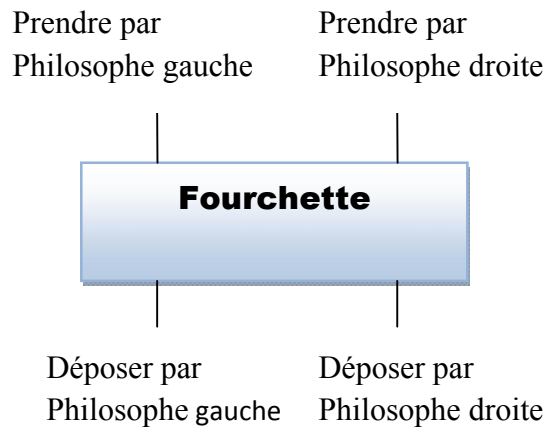 Prendre par
Philosophe gauche
Prendre par
Philosophe droite
Fourchette
Déposer par
Philosophe gauche
Déposer par
Philosophe droite